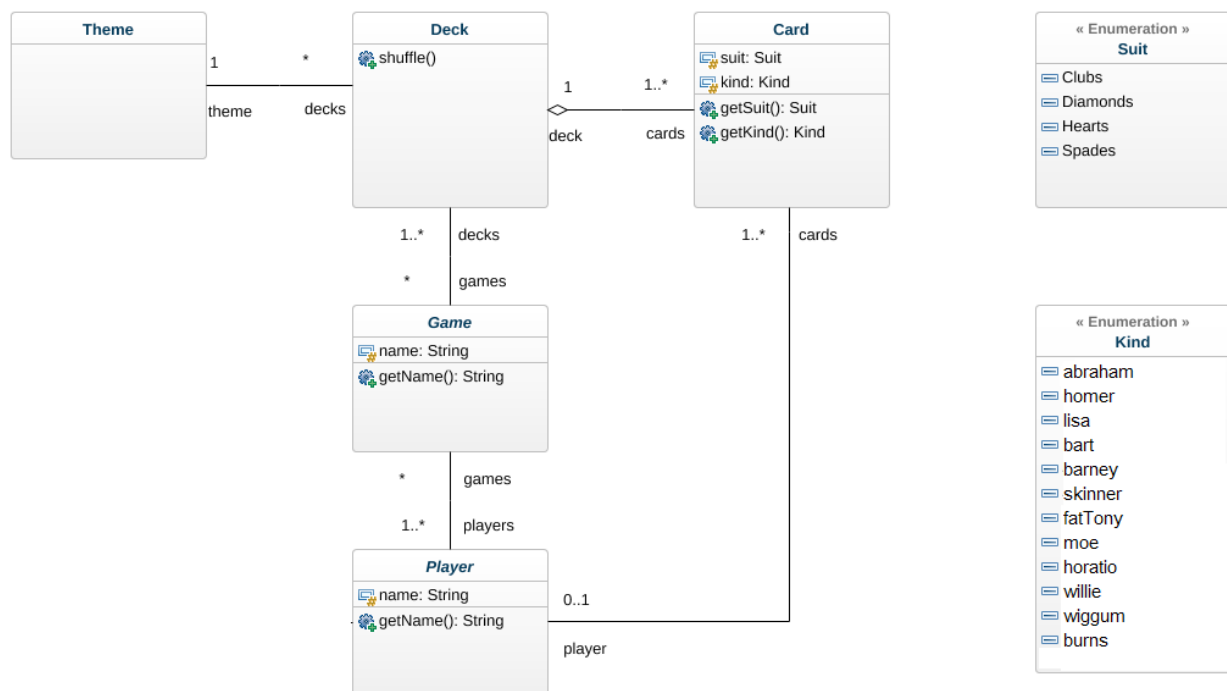 Theme
1
theme
*
decks
Deck
shuffle()
1
deck
1..*
cards
Card
suit: Suit
kind: Kind
getSuit(): Suit
getKind(): Kind
« Enumeration »
Suit
Clubs
Diamonds
Hearts
Spades
1..* decks
* games
1..* cards
Game
name: String
getName(): String
* games
1..* players
Player
name: String
getName(): String
0..1
player
« Enumeration »
Kind
abraham
homer
lisa
bart
barney
skinner
fatTony
moe
horatio
willie
wiggum
burns